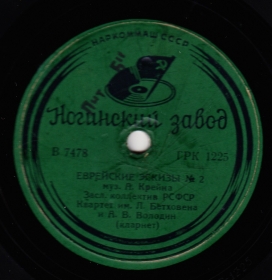 НАРКОММАШ СССР
Ногинский завод
В 7478
ГРК 1225
ЕВРЕЙСКИЕ ЭСКИЗЫ № 2
муз. А. Крейна
Засл. коллектив РСФСР
Квартет им. Л. Бетховена
и А. В. Володин
(кларнет)